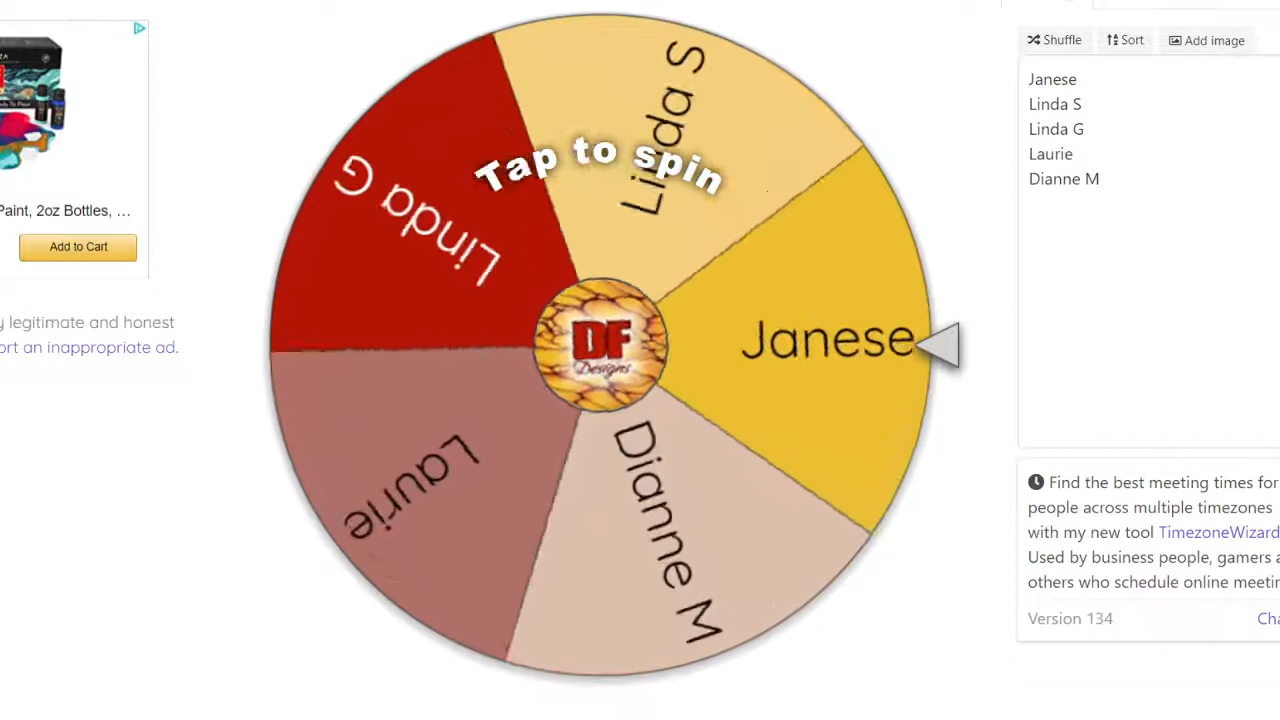 Paint, 2oz Bottles, …
Add to Cart
legitimate and honest
an inappropriate ad.
Linda G
Linda S
Tap to spin
Janese
DF
Designs
Laurie
Dianne M
Shuffle
Sort
Add image
Janese
Linda S
Linda G
Laurie
Dianne M
Find the best meeting times for
people across multiple timezones
with my new tool TimezoneWizard
Used by business people, gamers
others who schedule online
Version 134